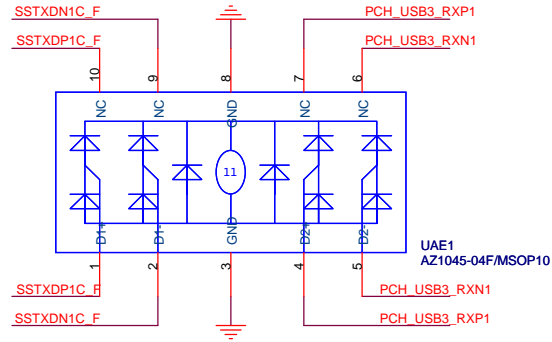 SSTXDN1C_F
PCH_USB3_RXP1
SSTXDP1C_F
PCH_USB3_RXN1
10
9
8
7
6
NC
NC
GND
NC
NC
11
D1+
D1-
GND
D2+
D2-
UAE1
AZ1045-04F/MSOP10
1
2
3
4
5
SSTXDP1C_F
PCH_USB3_RXN1
SSTXDN1C_F
PCH_USB3_RXP1